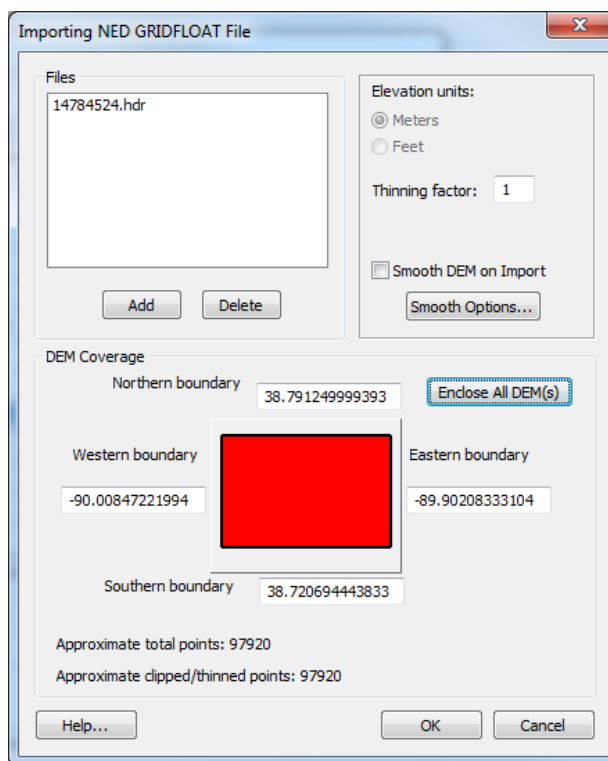 Importing NED GRIDFLOAT File
Files
14784524.hdr
Add Delete
Elevation units:
Meters
Feet
Thinning factor: 1
Smooth DEM on Import
Smooth Options...
DEM Coverage
Northern boundary 38.791249999393 Enclose All DEM(s)
Western boundary Eastern boundary
-90.00847221994 -89.90208333104
Southern boundary 38.720694443833
Approximate total points: 97920
Approximate clipped/thinned points: 97920
Help... OK Cancel